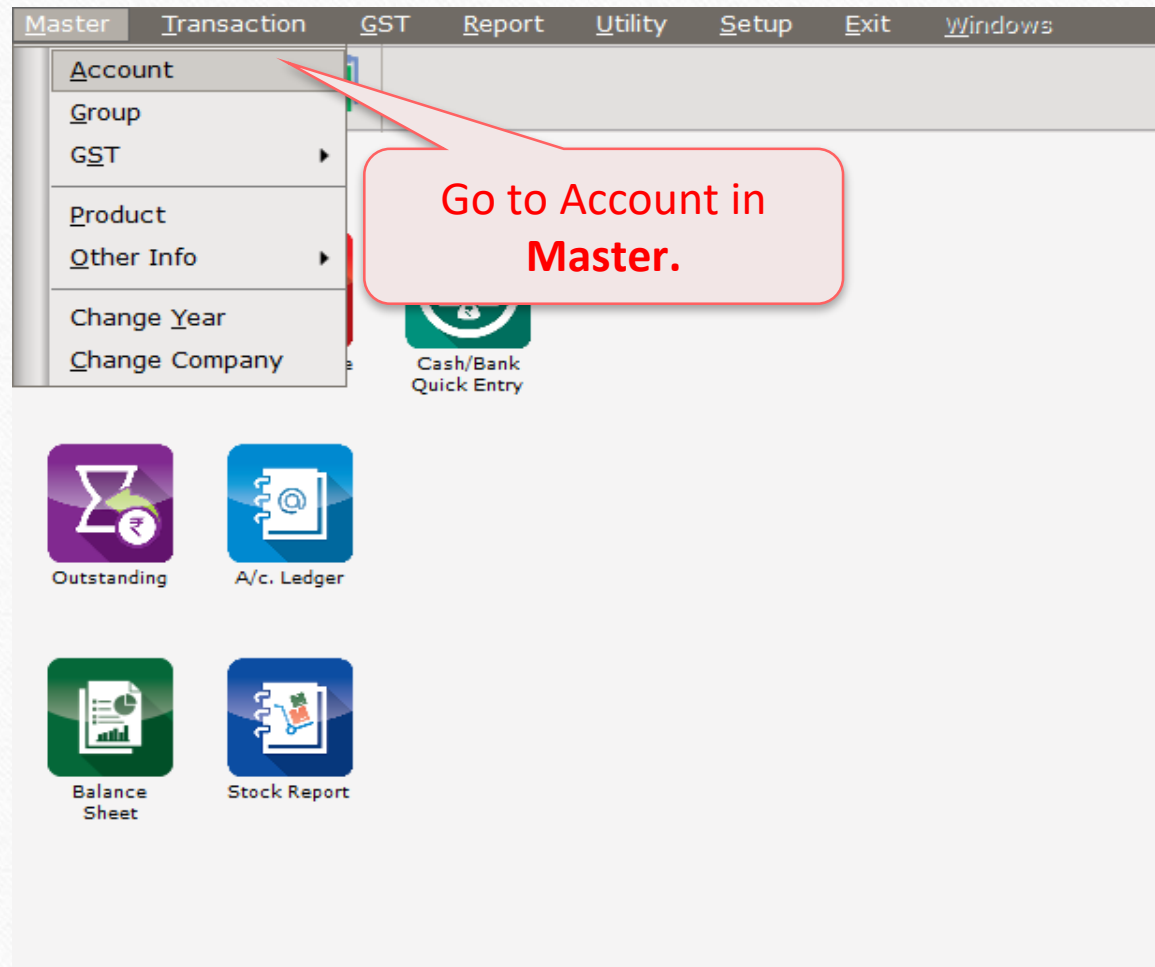 Master Transaction GST Report Utility Setup Exit Windows
Account
Group
GST
Product
Other Info
Change Year
Change Company
Go to Account in
Master.
Cash/Bank
Quick Entry
Outstanding
A/c. Ledger
Balance
Sheet
Stock Report